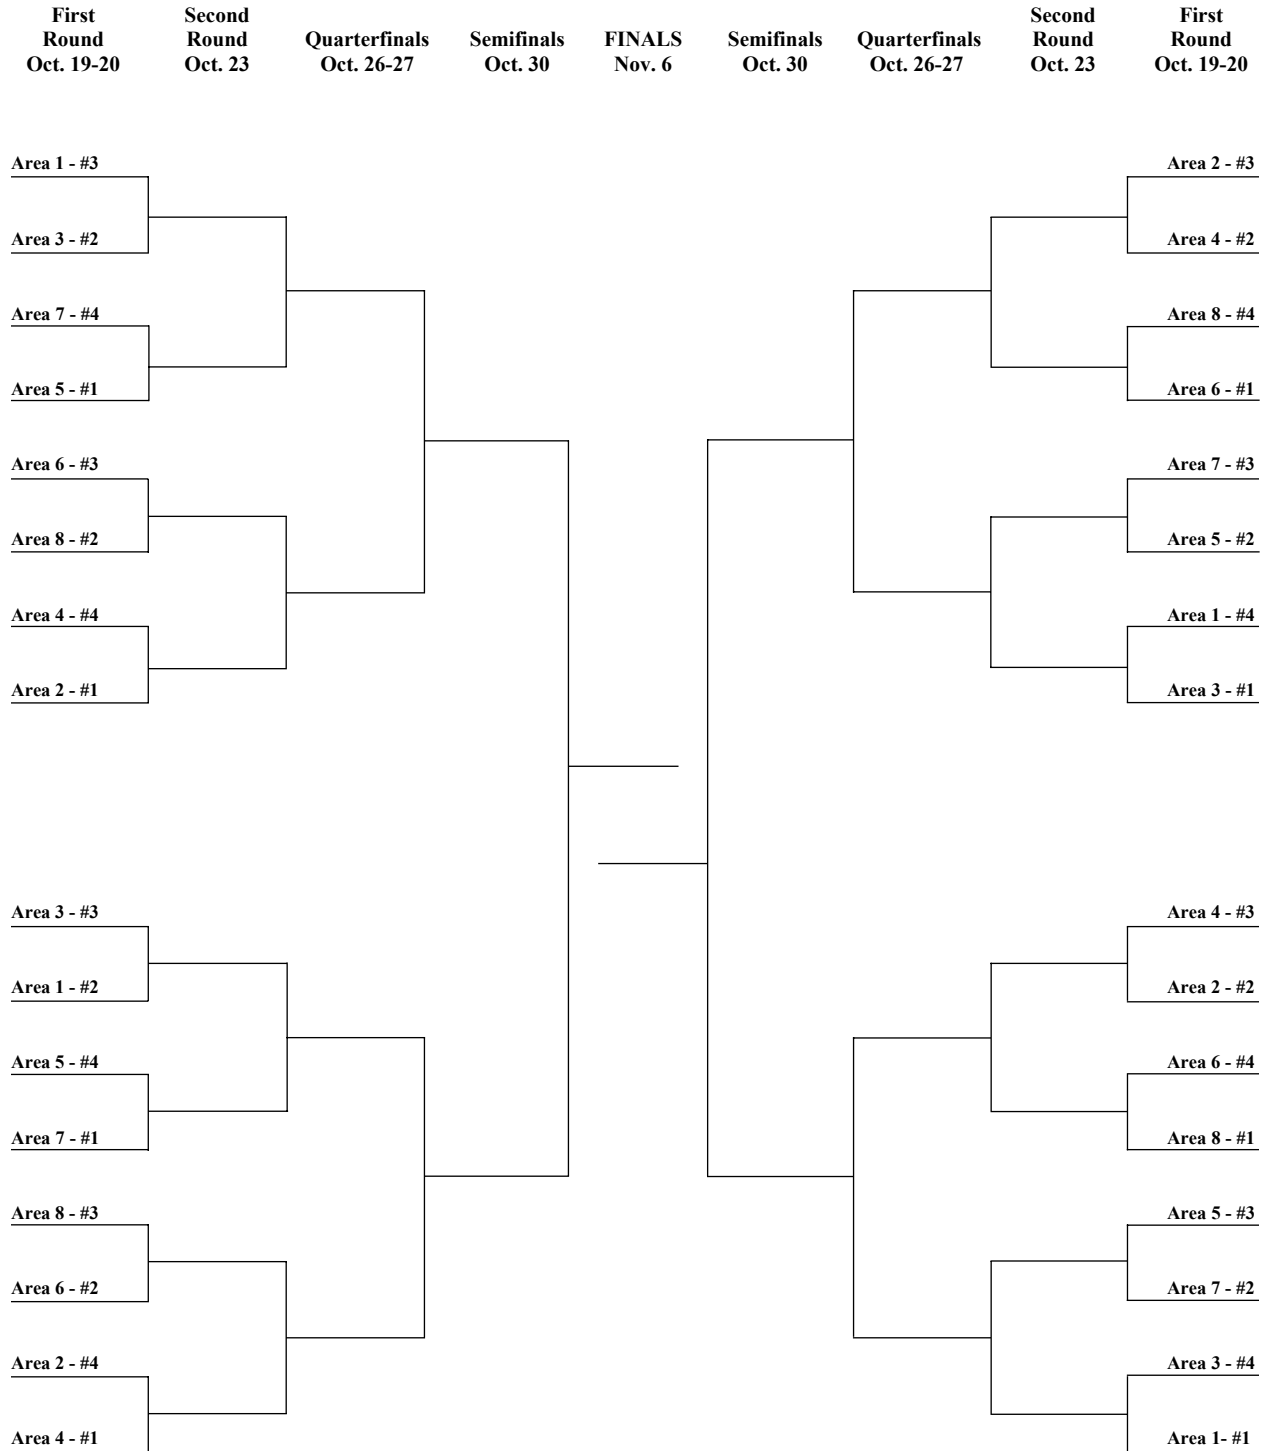 First
Round
Oct. 19-20
Second
Round
Oct. 23
Quarterfinals
Oct. 26-27
Semifinals
Oct. 30
FINALS
Nov. 6
Semifinals
Oct. 30
Quarterfinals
Oct. 26-27
Second
Round
Oct. 23
First
Round
Oct. 19-20
Area 1 - #3
Area 3 - #2
Area 7 - #4
Area 5 - #1
Area 6 - #3
Area 8 - #2
Area 4 - #4
Area 2 - #1
Area 3 - #3
Area 1 - #2
Area 5 - #4
Area 7 - #1
Area 8 - #3
Area 6 - #2
Area 2 - #4
Area 4 - #1
Area 2 - #3
Area 4 - #2
Area 8 - #4
Area 6 - #1
Area 7 - #3
Area 5 - #2
Area 1 - #4
Area 3 - #1
Area 4 - #3
Area 2 - #2
Area 6 - #4
Area 8 - #1
Area 5 - #3
Area 7 - #2
Area 3 - #4
Area 1- #1